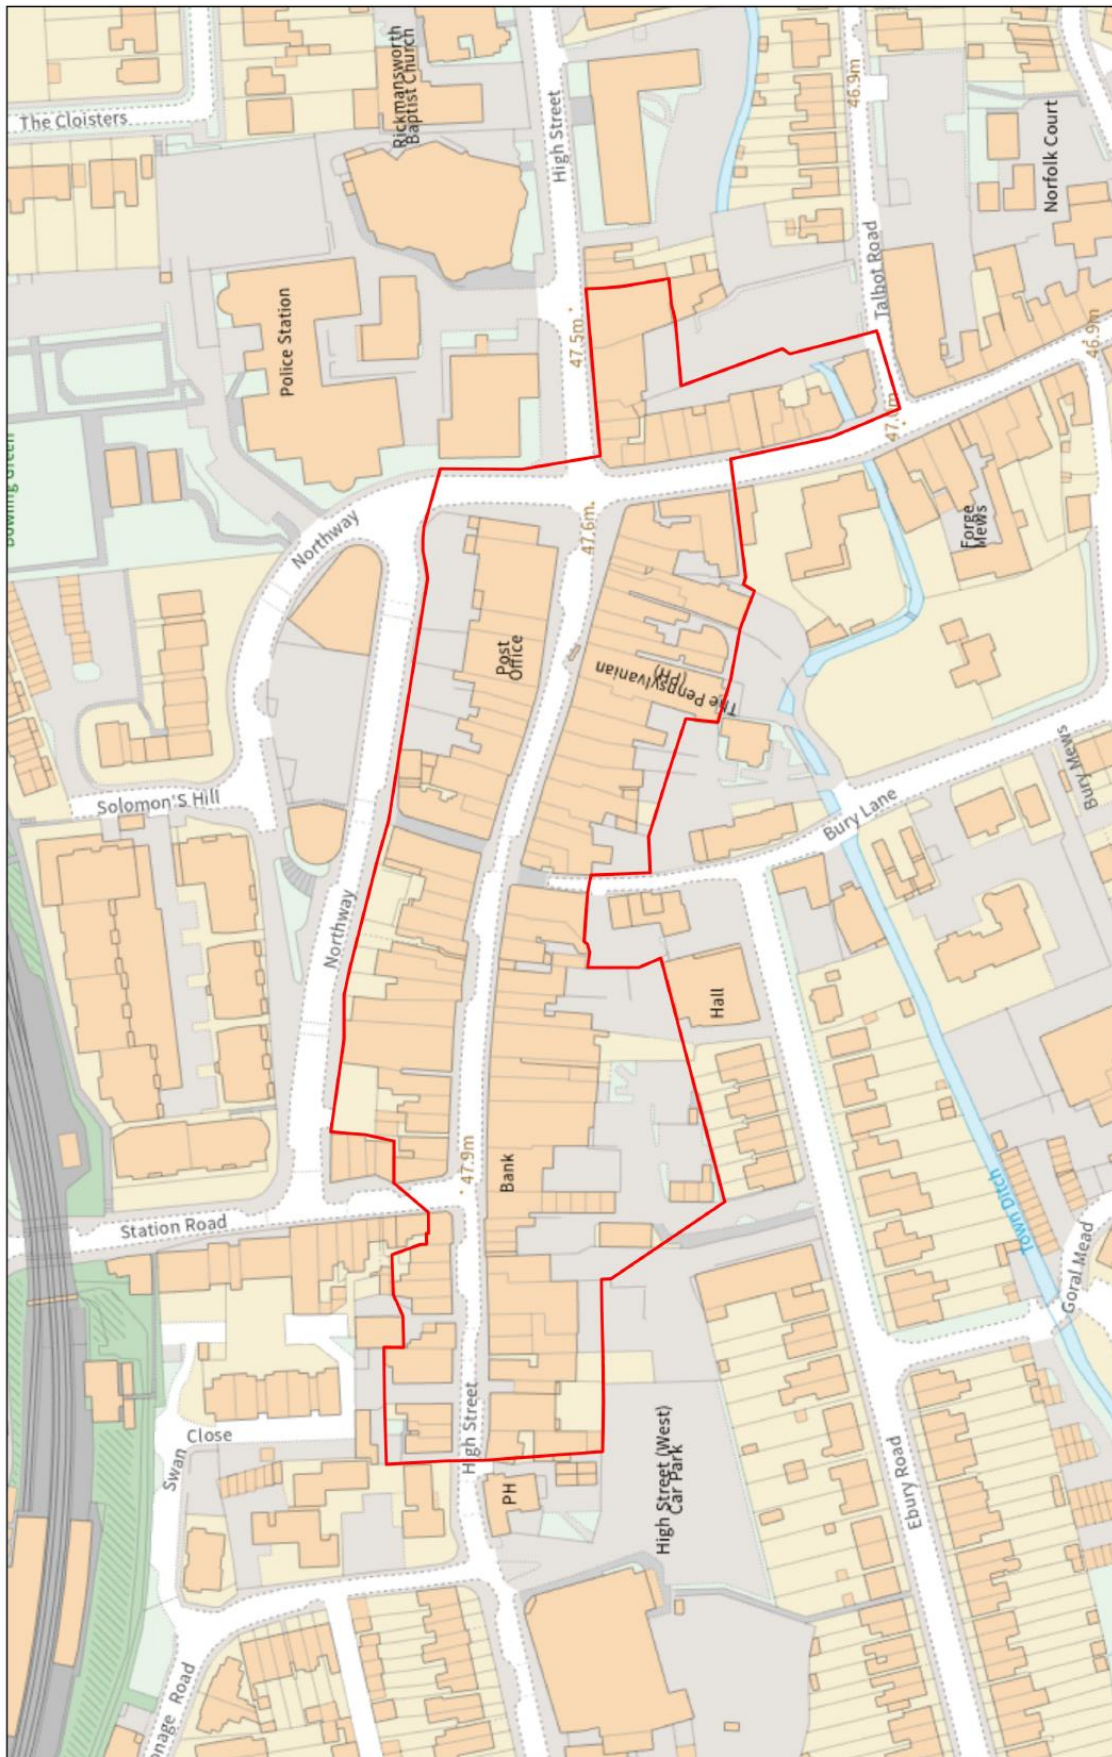 The Cloisters
Rickmansworth
Baptist Church
High Street
46.9m
Norfolk Court
Talbot Road
Police Station
47.5m
46.9m
Bowling Green
Northway
47.6m
Forge
Mews
Post
Office
The Pennsylvanian
(PH)
Solomon'S Hill
Bury Lane
Bury Mews
Northway
Hall
47.9m
Bank
Station Road
Town Ditch
Goral Mead
Swan
Close
High Street
PH
High Street (West)
Car Park
Ebury Road
Road